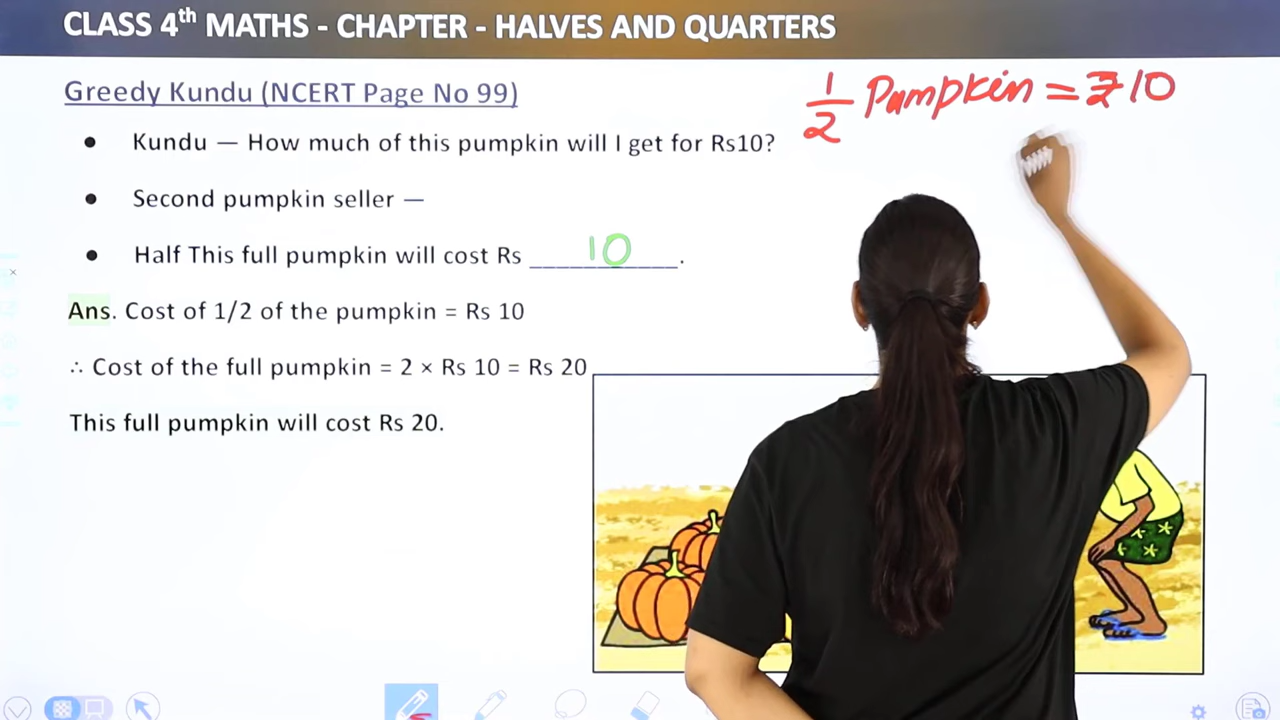 CLASS 4th MATHS - CHAPTER - HALVES AND QUARTERS
Greedy Kundu (NCERT Page No 99)
1/2 Pumpkin = ₹10
• Kundu — How much of this pumpkin will I get for Rs10?
• Second pumpkin seller —
• Half This full pumpkin will cost Rs 10.
Ans. Cost of 1/2 of the pumpkin = Rs 10
∴ Cost of the full pumpkin = 2 × Rs 10 = Rs 20
This full pumpkin will cost Rs 20.